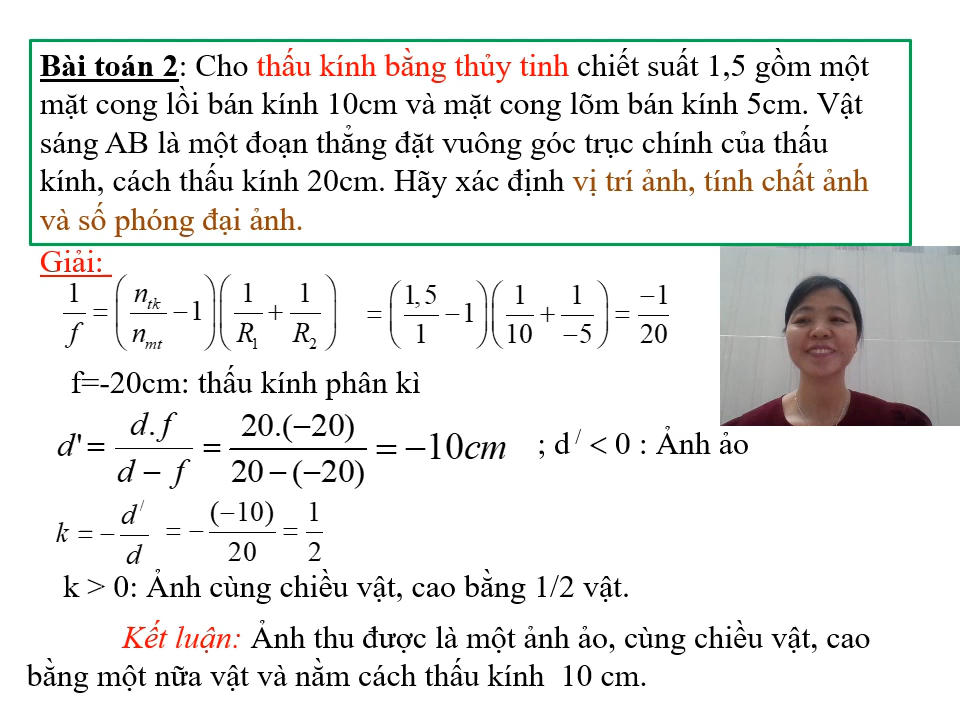 Bài toán 2: Cho thấu kính bằng thủy tinh chiết suất 1,5 gồm một
mặt cong lồi bán kính 10cm và mặt cong lõm bán kính 5cm. Vật
sáng AB là một đoạn thẳng đặt vuông góc trục chính của thấu
kính, cách thấu kính 20cm. Hãy xác định vị trí ảnh, tính chất ảnh
và số phóng đại ảnh.
Giải:
1/f = (n_tk/n_mt − 1)(1/R₁ + 1/R₂) = (1,5/1 − 1)(1/10 + 1/−5) = −1/20
f=-20cm: thấu kính phân kì
d' = d.f/(d − f) = 20.(−20)/(20 − (−20)) = −10cm ; d/ < 0 : Ảnh ảo
k = − d//d = − (−10)/20 = 1/2
k > 0: Ảnh cùng chiều vật, cao bằng 1/2 vật.
Kết luận: Ảnh thu được là một ảnh ảo, cùng chiều vật, cao
bằng một nữa vật và nằm cách thấu kính 10 cm.